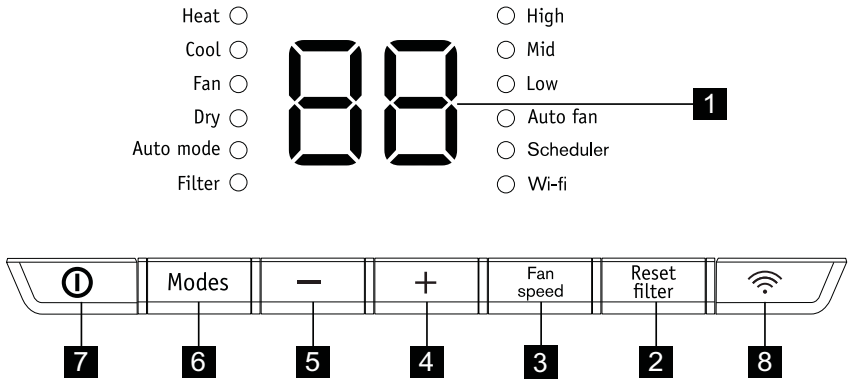 Heat
High
Cool
Mid
Fan
Low
Dry
Auto fan
Auto mode
Scheduler
Filter
Wi-fi
88
1
Modes
−
+
Fan
speed
Reset
filter
7
6
5
4
3
2
8